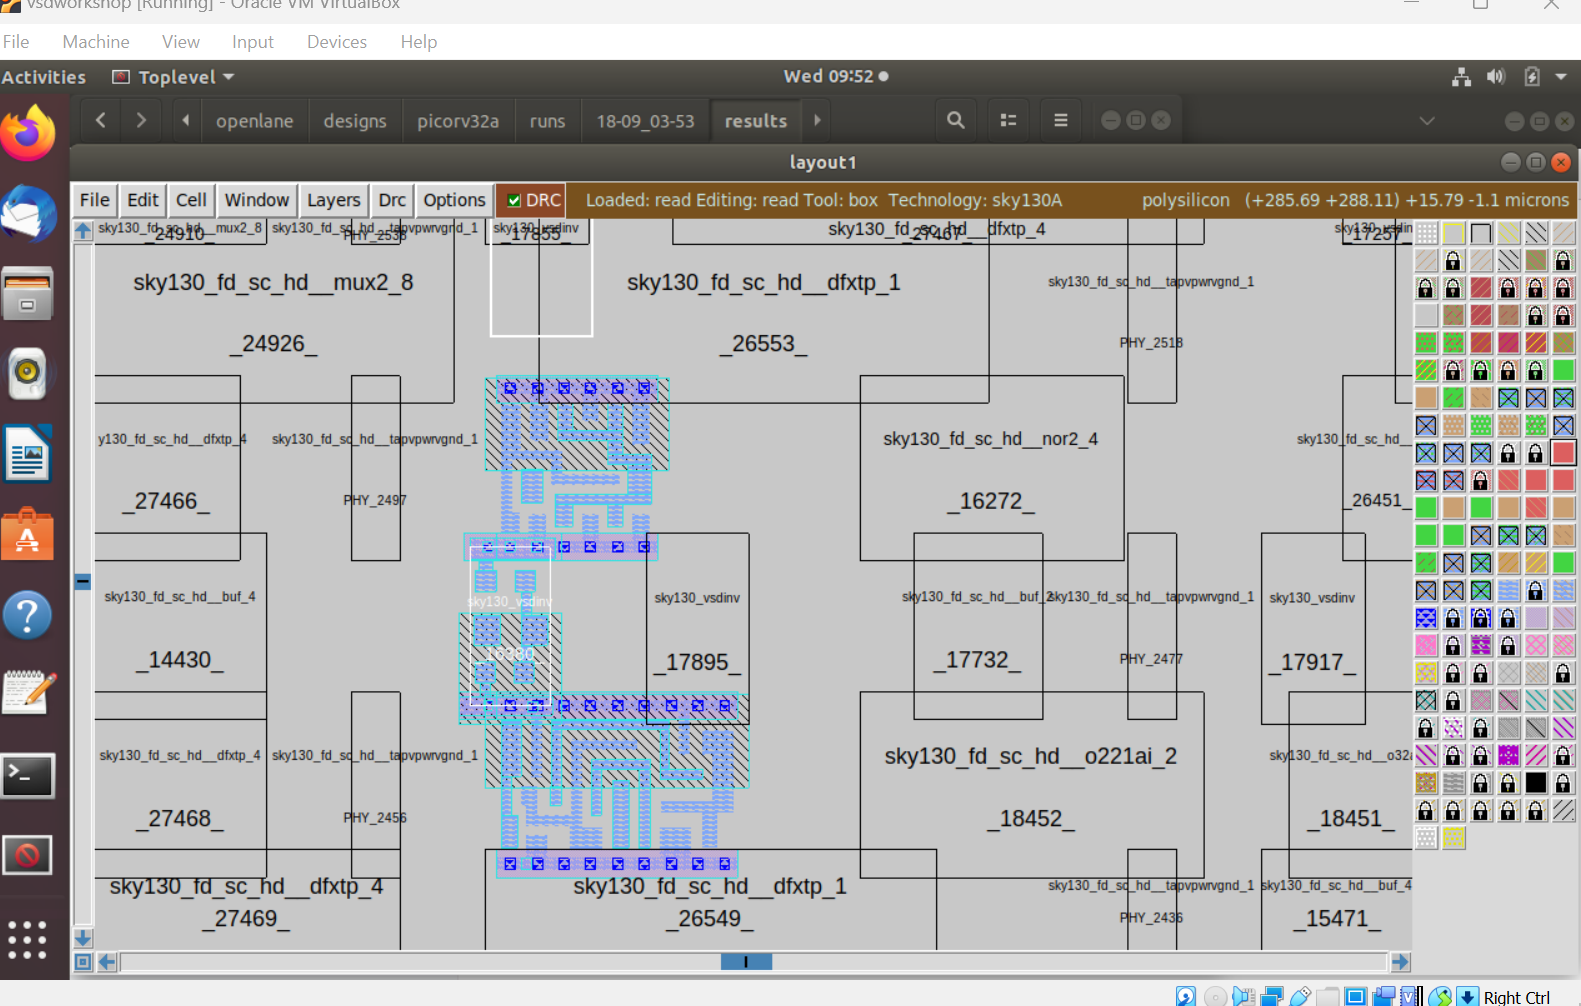 vsdworkshop [Running] - Oracle VM VirtualBox
File Machine View Input Devices Help
Activities Toplevel Wed 09:52
openlane designs picorv32a runs 18-09_03-53 results
layout1
File Edit Cell Window Layers Drc Options DRC Loaded: read Editing: read Tool: box Technology: sky130A polysilicon (+285.69 +288.11) +15.79 -1.1 microns
sky130_fd_sc_hd__mux2_8 sky130_fd_sc_hd__tapvpwrvgnd_1 sky130_vsdinv sky130_fd_sc_hd__dfxtp_4
_24910_ PHY_2538 _17855_ _27467_ _17257_
sky130_fd_sc_hd__mux2_8 sky130_fd_sc_hd__dfxtp_1 sky130_fd_sc_hd__tapvpwrvgnd_1
_24926_ _26553_ PHY_2518
y130_fd_sc_hd__dfxtp_4 sky130_fd_sc_hd__tapvpwrvgnd_1 sky130_fd_sc_hd__nor2_4 sky130_fd_sc_hd__
_27466_ PHY_2497 _16272_ _26451_
sky130_fd_sc_hd__buf_4 sky130_vsdinv sky130_vsdinv sky130_fd_sc_hd__buf_2 sky130_fd_sc_hd__tapvpwrvgnd_1 sky130_vsdinv
_14430_ _17895_ _17732_ PHY_2477 _17917_
sky130_fd_sc_hd__dfxtp_4 sky130_fd_sc_hd__tapvpwrvgnd_1 sky130_fd_sc_hd__o221ai_2 sky130_fd_sc_hd__o32a
_27468_ PHY_2456 _18452_ _18451_
sky130_fd_sc_hd__dfxtp_4 sky130_fd_sc_hd__dfxtp_1 sky130_fd_sc_hd__tapvpwrvgnd_1 sky130_fd_sc_hd__buf_4
_27469_ _26549_ PHY_2436 _15471_
Right Ctrl